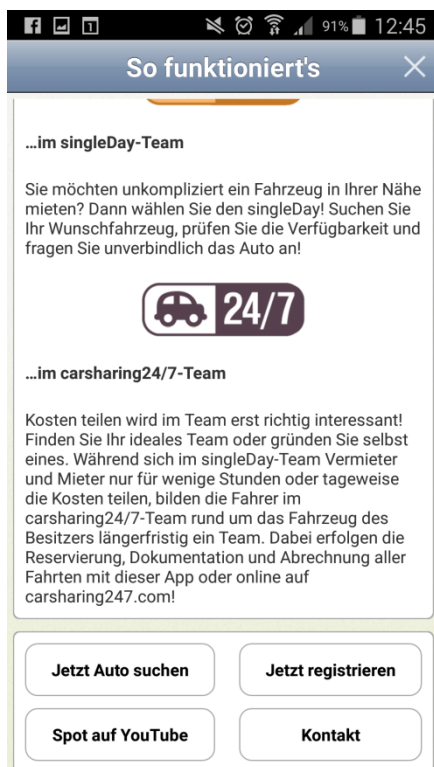 91% 12:45
So funktioniert's
...im singleDay-Team
Sie möchten unkompliziert ein Fahrzeug in Ihrer Nähe
mieten? Dann wählen Sie den singleDay! Suchen Sie
Ihr Wunschfahrzeug, prüfen Sie die Verfügbarkeit und
fragen Sie unverbindlich das Auto an!
24/7
...im carsharing24/7-Team
Kosten teilen wird im Team erst richtig interessant!
Finden Sie Ihr ideales Team oder gründen Sie selbst
eines. Während sich im singleDay-Team Vermieter
und Mieter nur für wenige Stunden oder tageweise
die Kosten teilen, bilden die Fahrer im
carsharing24/7-Team rund um das Fahrzeug des
Besitzers längerfristig ein Team. Dabei erfolgen die
Reservierung, Dokumentation und Abrechnung aller
Fahrten mit dieser App oder online auf
carsharing247.com!
Jetzt Auto suchen Jetzt registrieren
Spot auf YouTube Kontakt